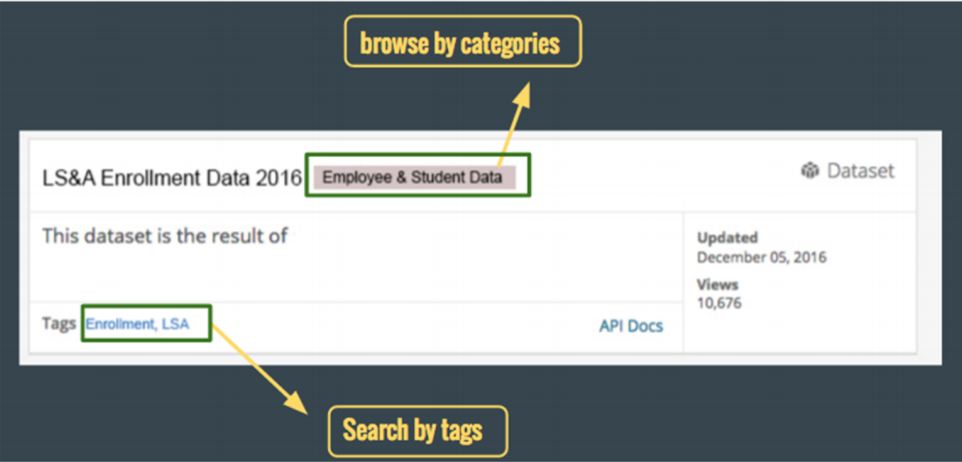 browse by categories
LS&A Enrollment Data 2016 Employee & Student Data Dataset
This dataset is the result of
Updated
December 05, 2016
Views
10,676
Tags Enrollment, LSA API Docs
Search by tags